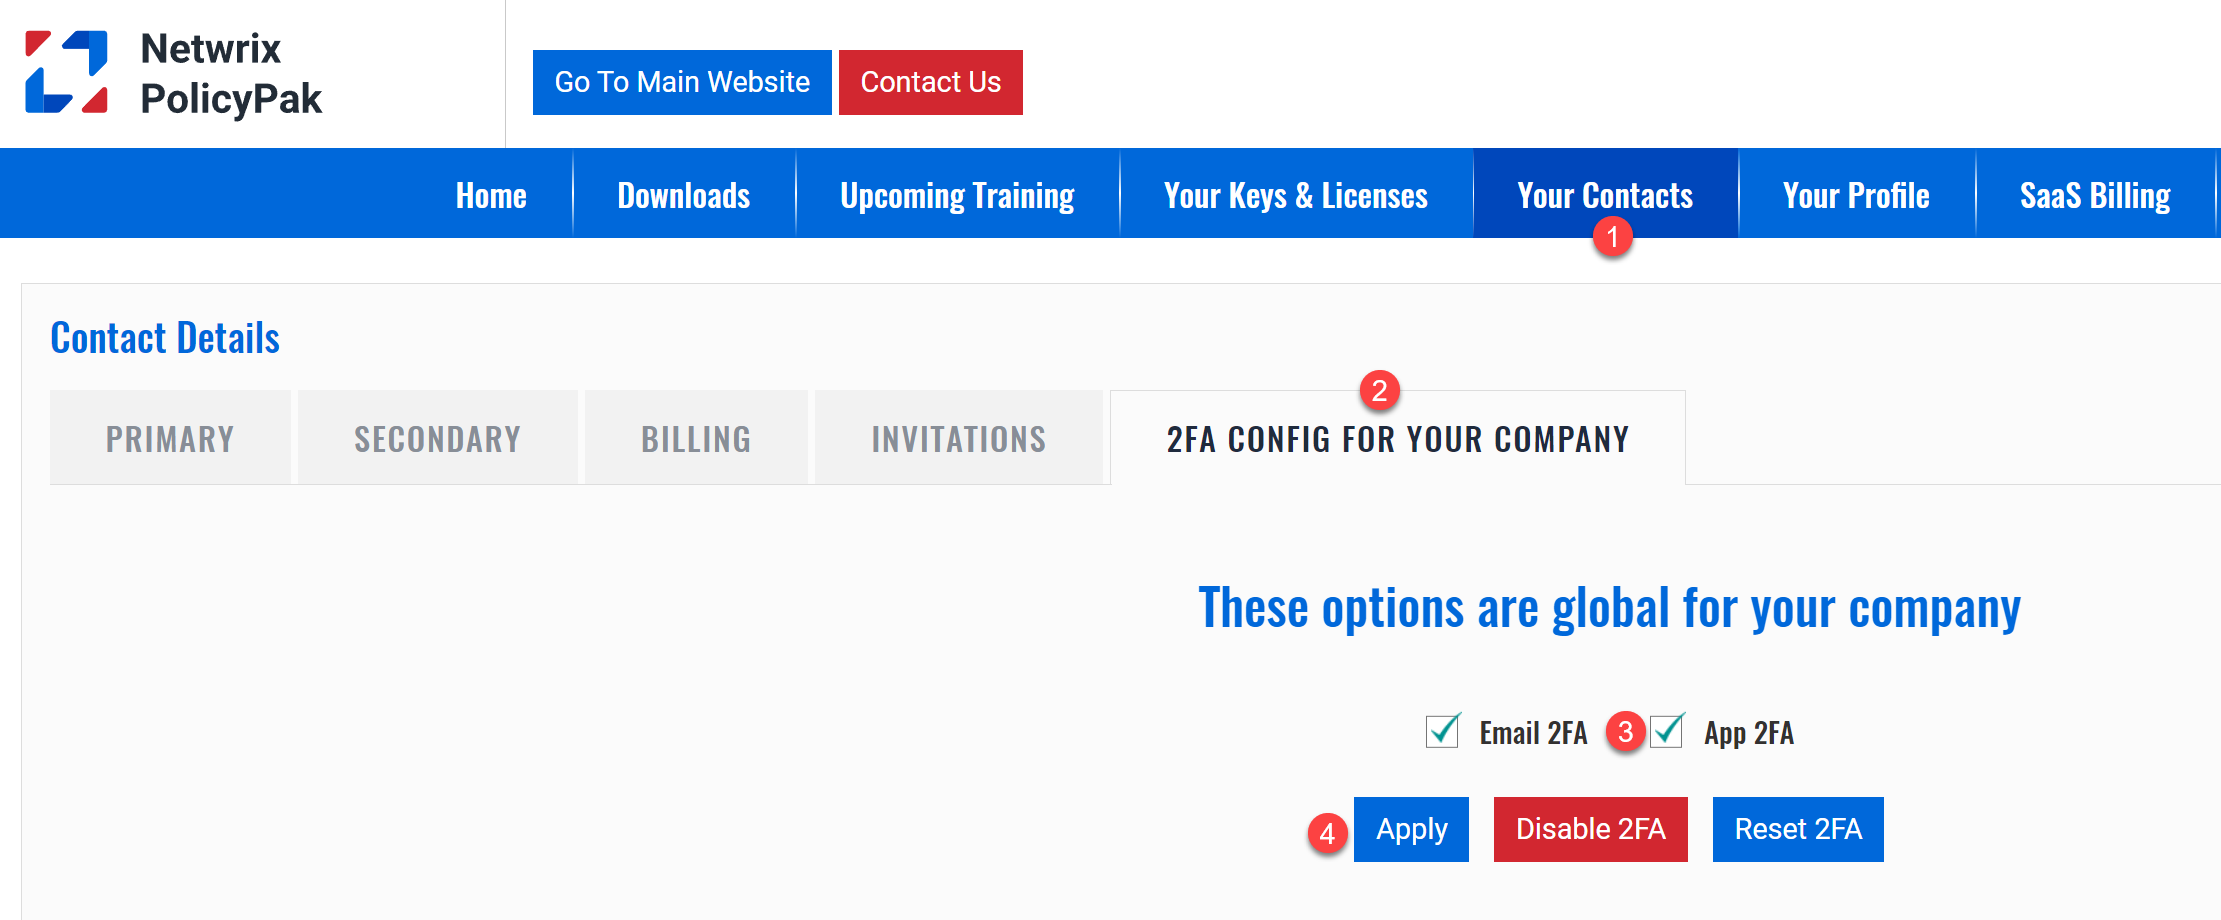 Netwrix
PolicyPak
Go To Main Website Contact Us
Home Downloads Upcoming Training Your Keys & Licenses Your Contacts Your Profile SaaS Billing
1
Contact Details
2
PRIMARY SECONDARY BILLING INVITATIONS 2FA CONFIG FOR YOUR COMPANY
These options are global for your company
Email 2FA 3 App 2FA
4 Apply Disable 2FA Reset 2FA